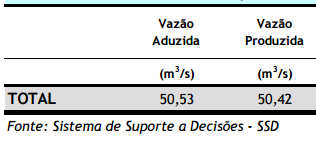 Vazão Vazão
Aduzida Produzida
(m³/s) (m³/s)
TOTAL 50,53 50,42
Fonte: Sistema de Suporte a Decisões - SSD